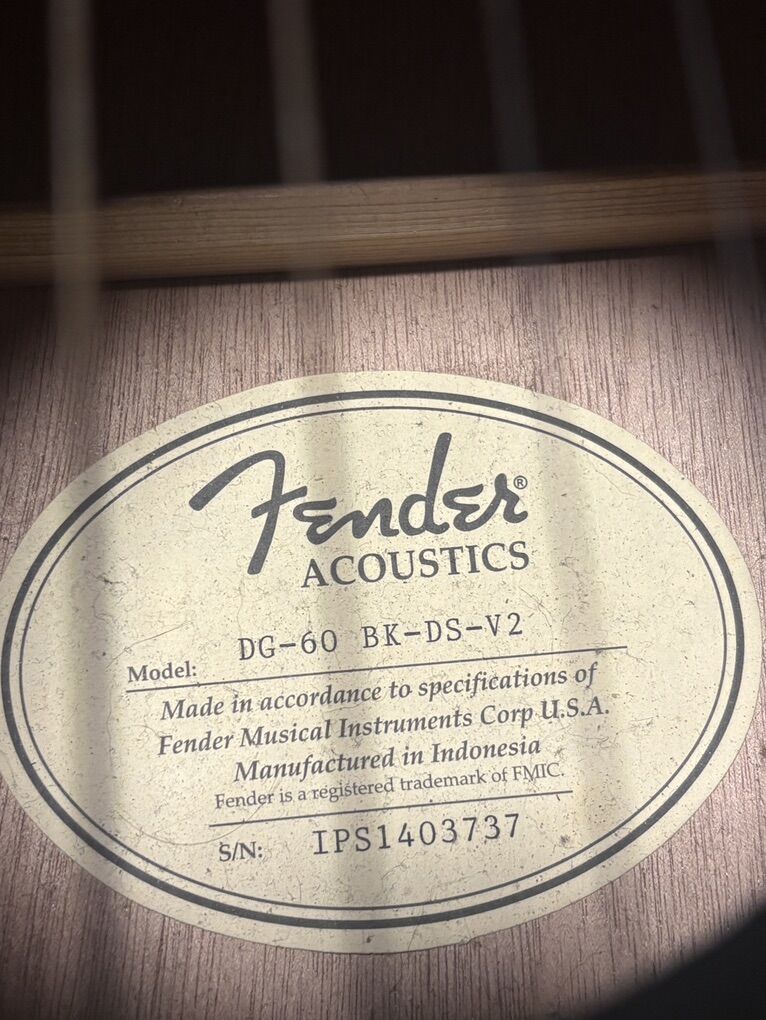 Fender®
ACOUSTICS
Model: DG-60 BK-DS-V2
Made in accordance to specifications of
Fender Musical Instruments Corp U.S.A.
Manufactured in Indonesia
Fender is a registered trademark of FMIC.
S/N: IPS1403737